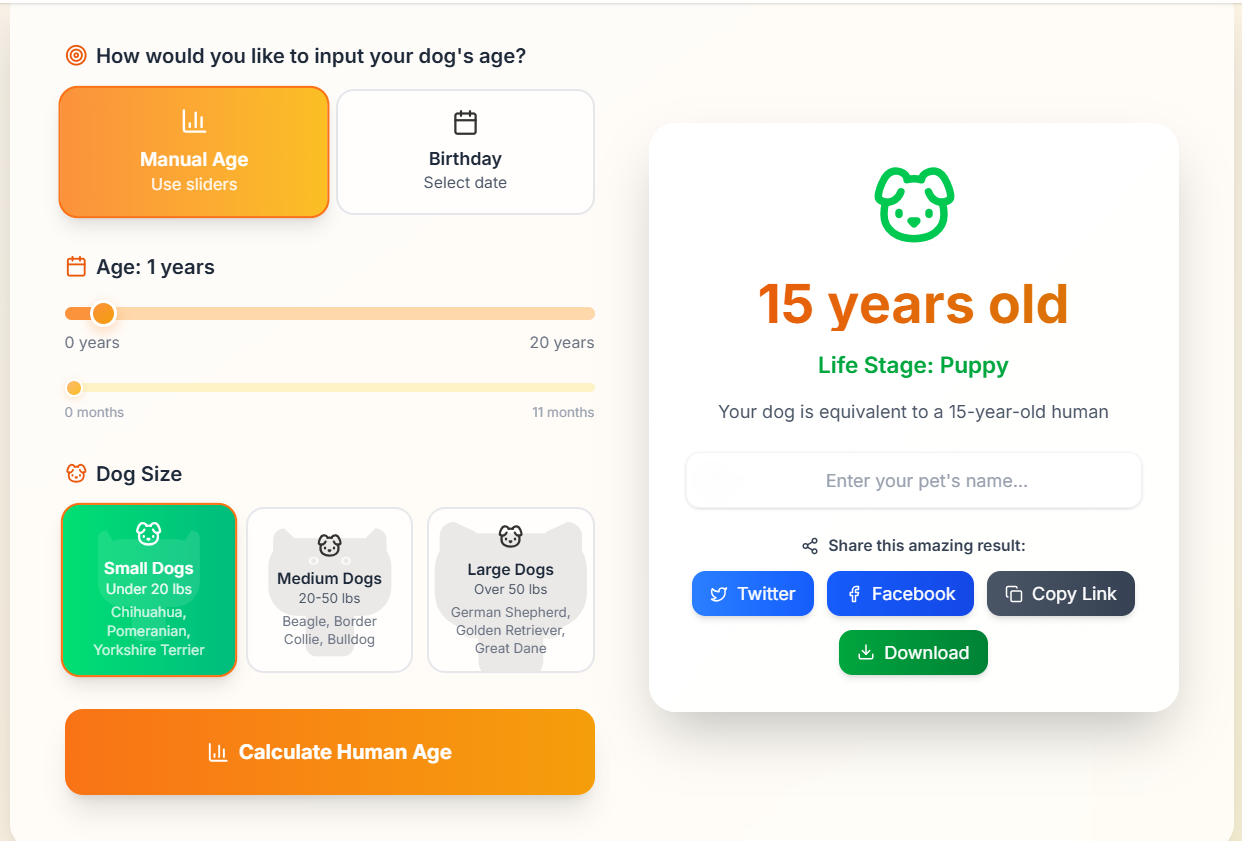 How would you like to input your dog's age?
Manual Age
Use sliders
Birthday
Select date
Age: 1 years
0 years
20 years
0 months
11 months
Dog Size
Small Dogs
Under 20 lbs
Chihuahua,
Pomeranian,
Yorkshire Terrier
Medium Dogs
20-50 lbs
Beagle, Border
Collie, Bulldog
Large Dogs
Over 50 lbs
German Shepherd,
Golden Retriever,
Great Dane
Calculate Human Age
15 years old
Life Stage: Puppy
Your dog is equivalent to a 15-year-old human
Enter your pet's name...
Share this amazing result:
Twitter
Facebook
Copy Link
Download